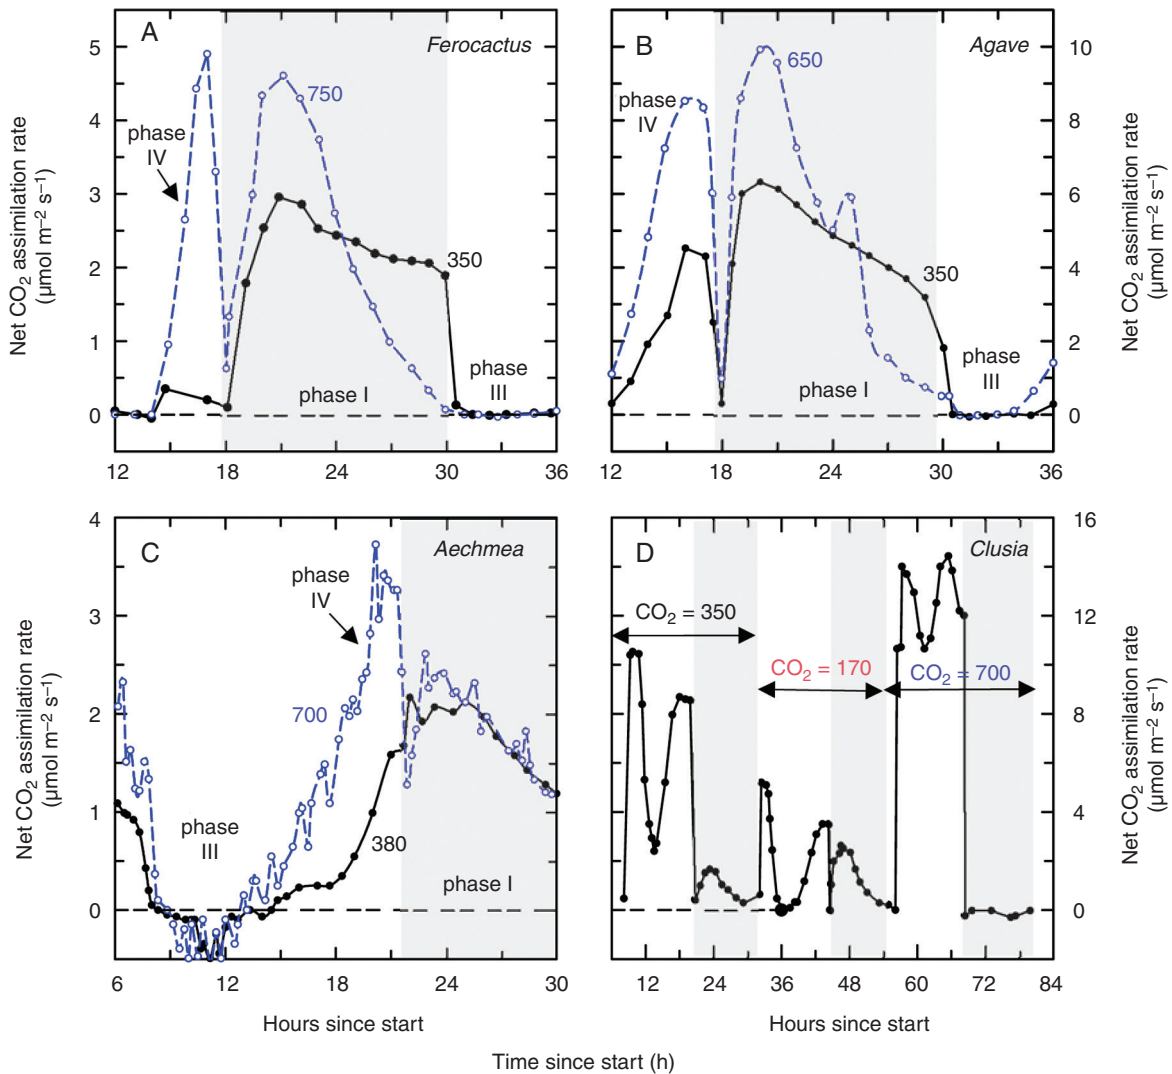 A
Ferocactus
Net CO2 assimilation rate
(μmol m–2 s–1)
5
4
3
2
1
0
750
phase
IV
350
phase I
phase
III
12
18
24
30
36
B
Agave
650
phase
IV
350
phase I
phase
III
10
8
6
4
2
0
Net CO2 assimilation rate
(μmol m–2 s–1)
12
18
24
30
36
C
Aechmea
Net CO2 assimilation rate
(μmol m–2 s–1)
4
3
2
1
0
phase
IV
700
phase
III
380
phase I
6
12
18
24
30
Hours since start
D
Clusia
CO2 = 350
CO2 = 170
CO2 = 700
16
12
8
4
0
Net CO2 assimilation rate
(μmol m–2 s–1)
12
24
36
48
60
72
84
Hours since start
Time since start (h)